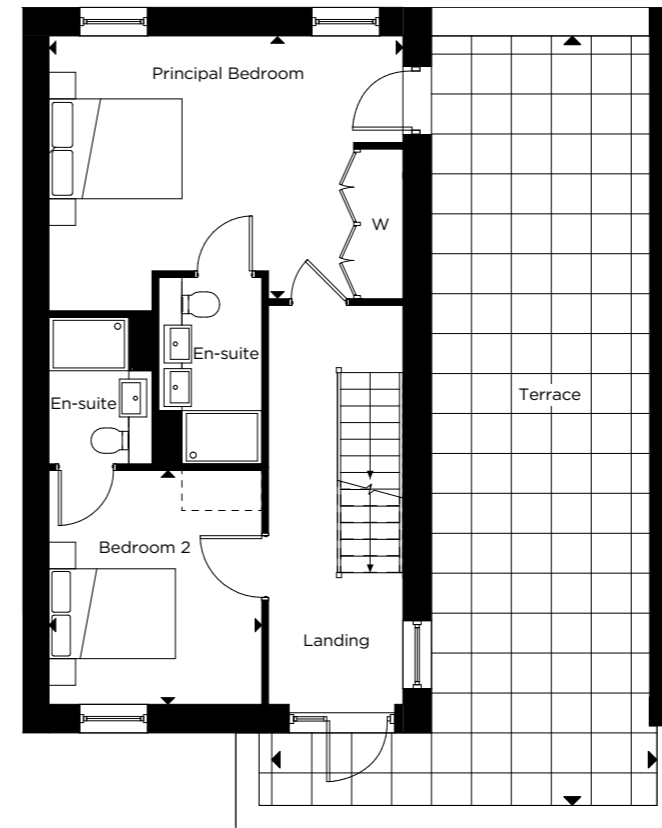 Principal Bedroom
W
En-suite
En-suite
Terrace
Bedroom 2
Landing